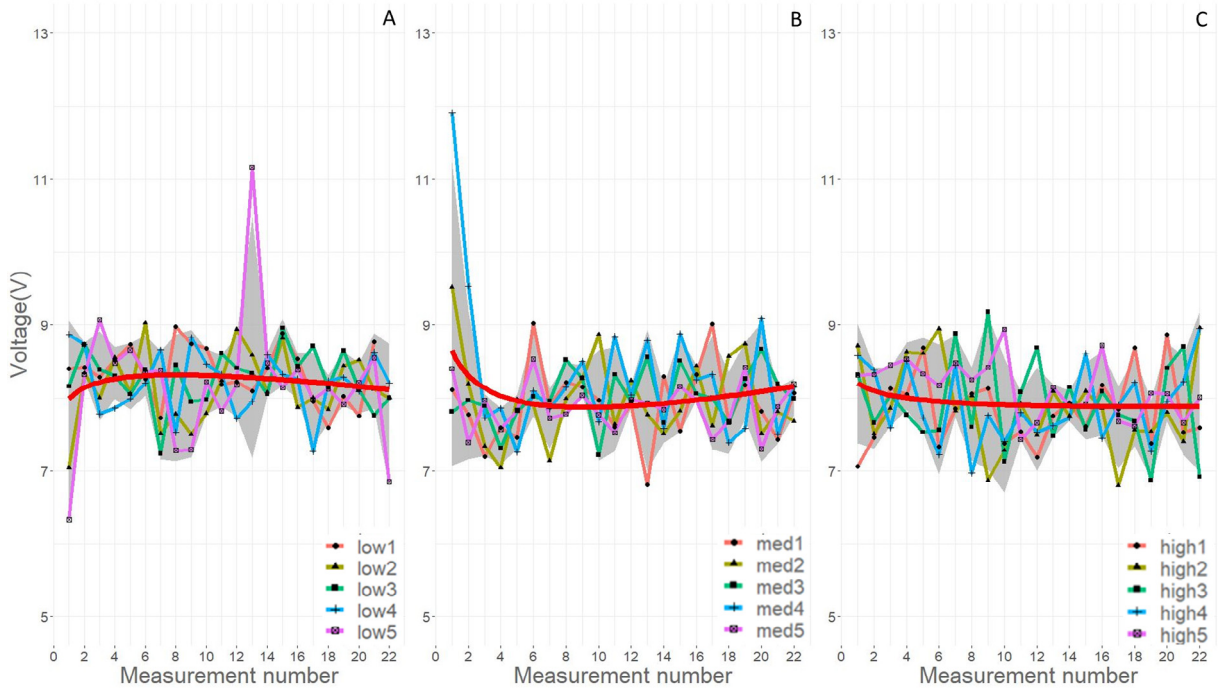 A
B
C
13
13
13
11
11
11
9
9
9
7
7
7
5
5
5
Voltage(V)
low1
low2
low3
low4
low5
med1
med2
med3
med4
med5
high1
high2
high3
high4
high5
0 2 4 6 8 10 12 14 16 18 20 22
0 2 4 6 8 10 12 14 16 18 20 22
0 2 4 6 8 10 12 14 16 18 20 22
Measurement number
Measurement number
Measurement number